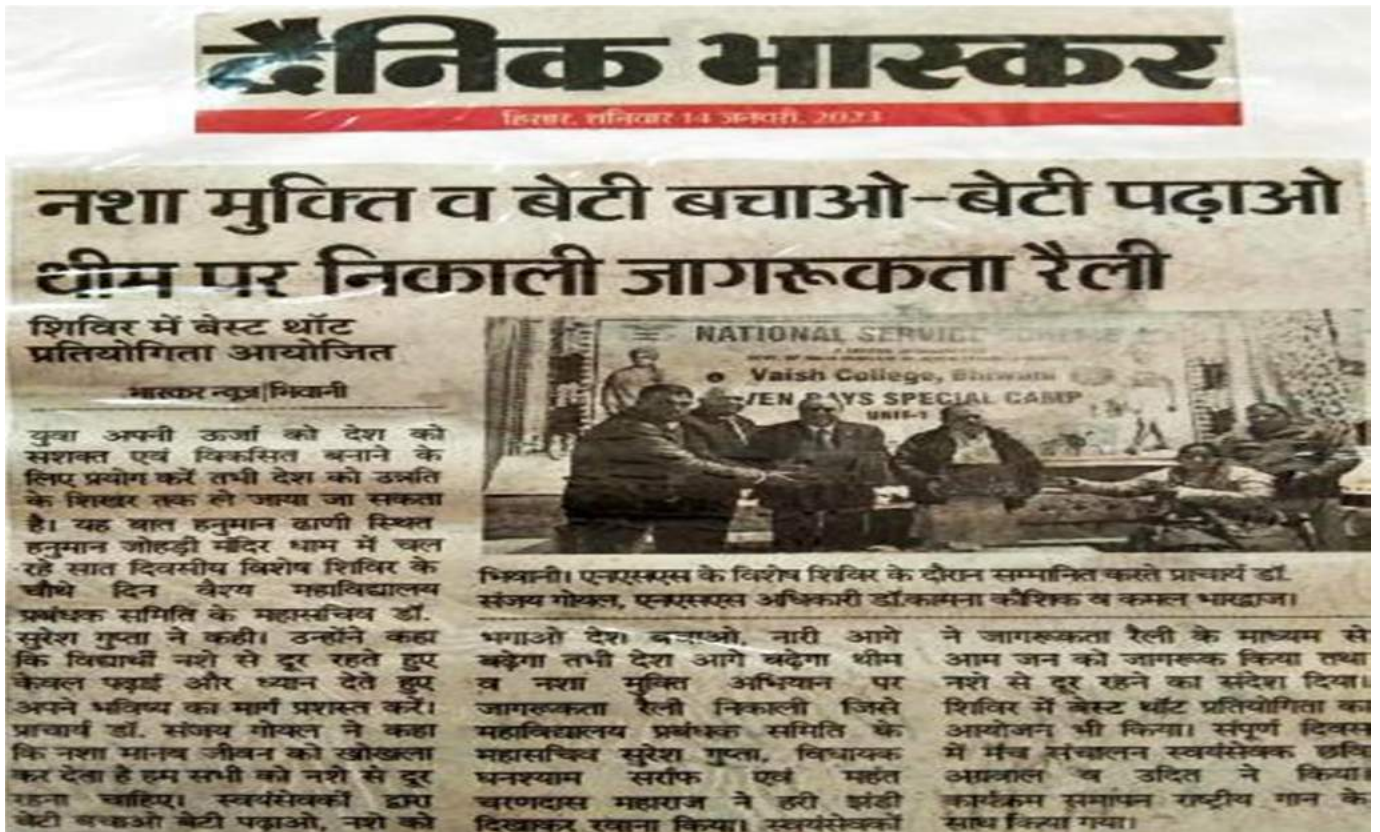 दैनिक भास्कर
हिसार, शनिवार 14 जनवरी, 2023
नशा मुक्ति व बेटी बचाओ-बेटी पढ़ाओ
थीम पर निकाली जागरूकता रैली
शिविर में बेस्ट थॉट
प्रतियोगिता आयोजित
भास्कर न्यूज|भिवानी
युवा अपनी ऊर्जा को देश को
सशक्त एवं विकसित बनाने के
लिए प्रयोग करें तभी देश को उन्नति
के शिखर तक ले जाया जा सकता
है। यह बात हनुमान ढाणी स्थित
हनुमान जोहड़ी मंदिर धाम में चल
रहे सात दिवसीय विशेष शिविर के
चौथे दिन वैश्य महाविद्यालय
प्रबंधक समिति के महासचिव डॉ.
सुरेश गुप्ता ने कही। उन्होंने कहा
कि विद्यार्थी नशे से दूर रहते हुए
केवल पढ़ाई और ध्यान देते हुए
अपने भविष्य का मार्ग प्रशस्त करें।
प्राचार्य डॉ. संजय गोयल ने कहा
कि नशा मानव जीवन को खोखला
कर देता है हम सभी को नशे से दूर
रहना चाहिए। स्वयंसेवकों द्वारा
बेटी बचाओ बेटी पढ़ाओ, नशे को
NATIONAL SERVICE
Vaish College, Bhiwani
SEVEN DAYS SPECIAL CAMP
UNIT-1
भिवानी। एनएसएस के विशेष शिविर के दौरान सम्मानित करते प्राचार्य डॉ.
संजय गोयल, एनएसएस अधिकारी डॉ.कामना कौशिक व कमल भारद्वाज।
भगाओ देश बचाओ, नारी आगे
बढ़ेगा तभी देश आगे बढ़ेगा थीम
व नशा मुक्ति अभियान पर
जागरूकता रैली निकाली जिसे
महाविद्यालय प्रबंधक समिति के
महासचिव सुरेश गुप्ता, विधायक
घनश्याम सर्राफ एवं महंत
चरणदास महाराज ने हरी झंडी
दिखाकर रवाना किया। स्वयंसेवकों
ने जागरूकता रैली के माध्यम से
आम जन को जागरूक किया तथा
नशे से दूर रहने का संदेश दिया।
शिविर में बेस्ट थॉट प्रतियोगिता का
आयोजन भी किया। संपूर्ण दिवस
में मंच संचालन स्वयंसेवक छवि
अग्रवाल व उदित ने किया।
कार्यक्रम समापन राष्ट्रीय गान के
साथ किया गया।